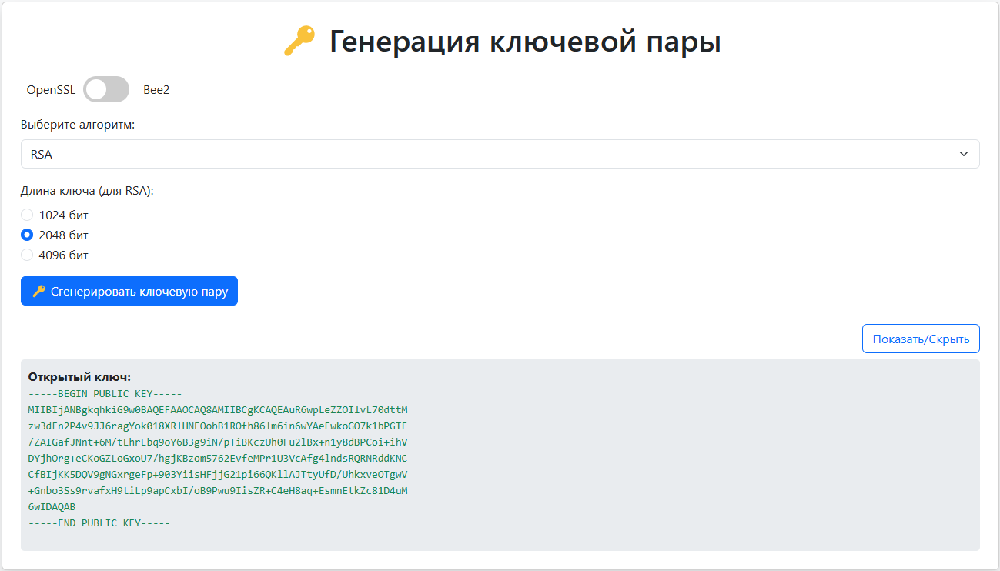 Генерация ключевой пары
OpenSSL Bee2
Выберите алгоритм:
RSA
Длина ключа (для RSA):
1024 бит
2048 бит
4096 бит
Сгенерировать ключевую пару
Показать/Скрыть
Открытый ключ:
-----BEGIN PUBLIC KEY-----
MIIBIjANBgkqhkiG9w0BAQEFAAOCAQ8AMIIBCgKCAQEAuR6wpLeZZOIlvL70dttM
zw3dFn2P4v9JJ6ragYok018XRlHNEOobB1ROfh86lm6in6wYAeFwkoGO7k1bPGTF
/ZAIGafJNnt+6M/tEhrEbq9oY6B3g9iN/pTiBKczUh0Fu2lBx+n1y8dBPCoi+ihV
DYjhOrg+eCKoGZLoGxoU7/hgjKBzom5762EvfeMPr1U3VcAfg4lndsRQRNRddKNC
CfBIjKK5DQV9gNGxrgeFp+903YiisHFjjG21pi66QKllAJTtyUfD/UhkxveOTgwV
+Gnbo3Ss9rvafxH9tiLp9apCxbI/oB9Pwu9IisZR+C4eH8aq+EsmnEtkZc81D4uM
6wIDAQAB
-----END PUBLIC KEY-----